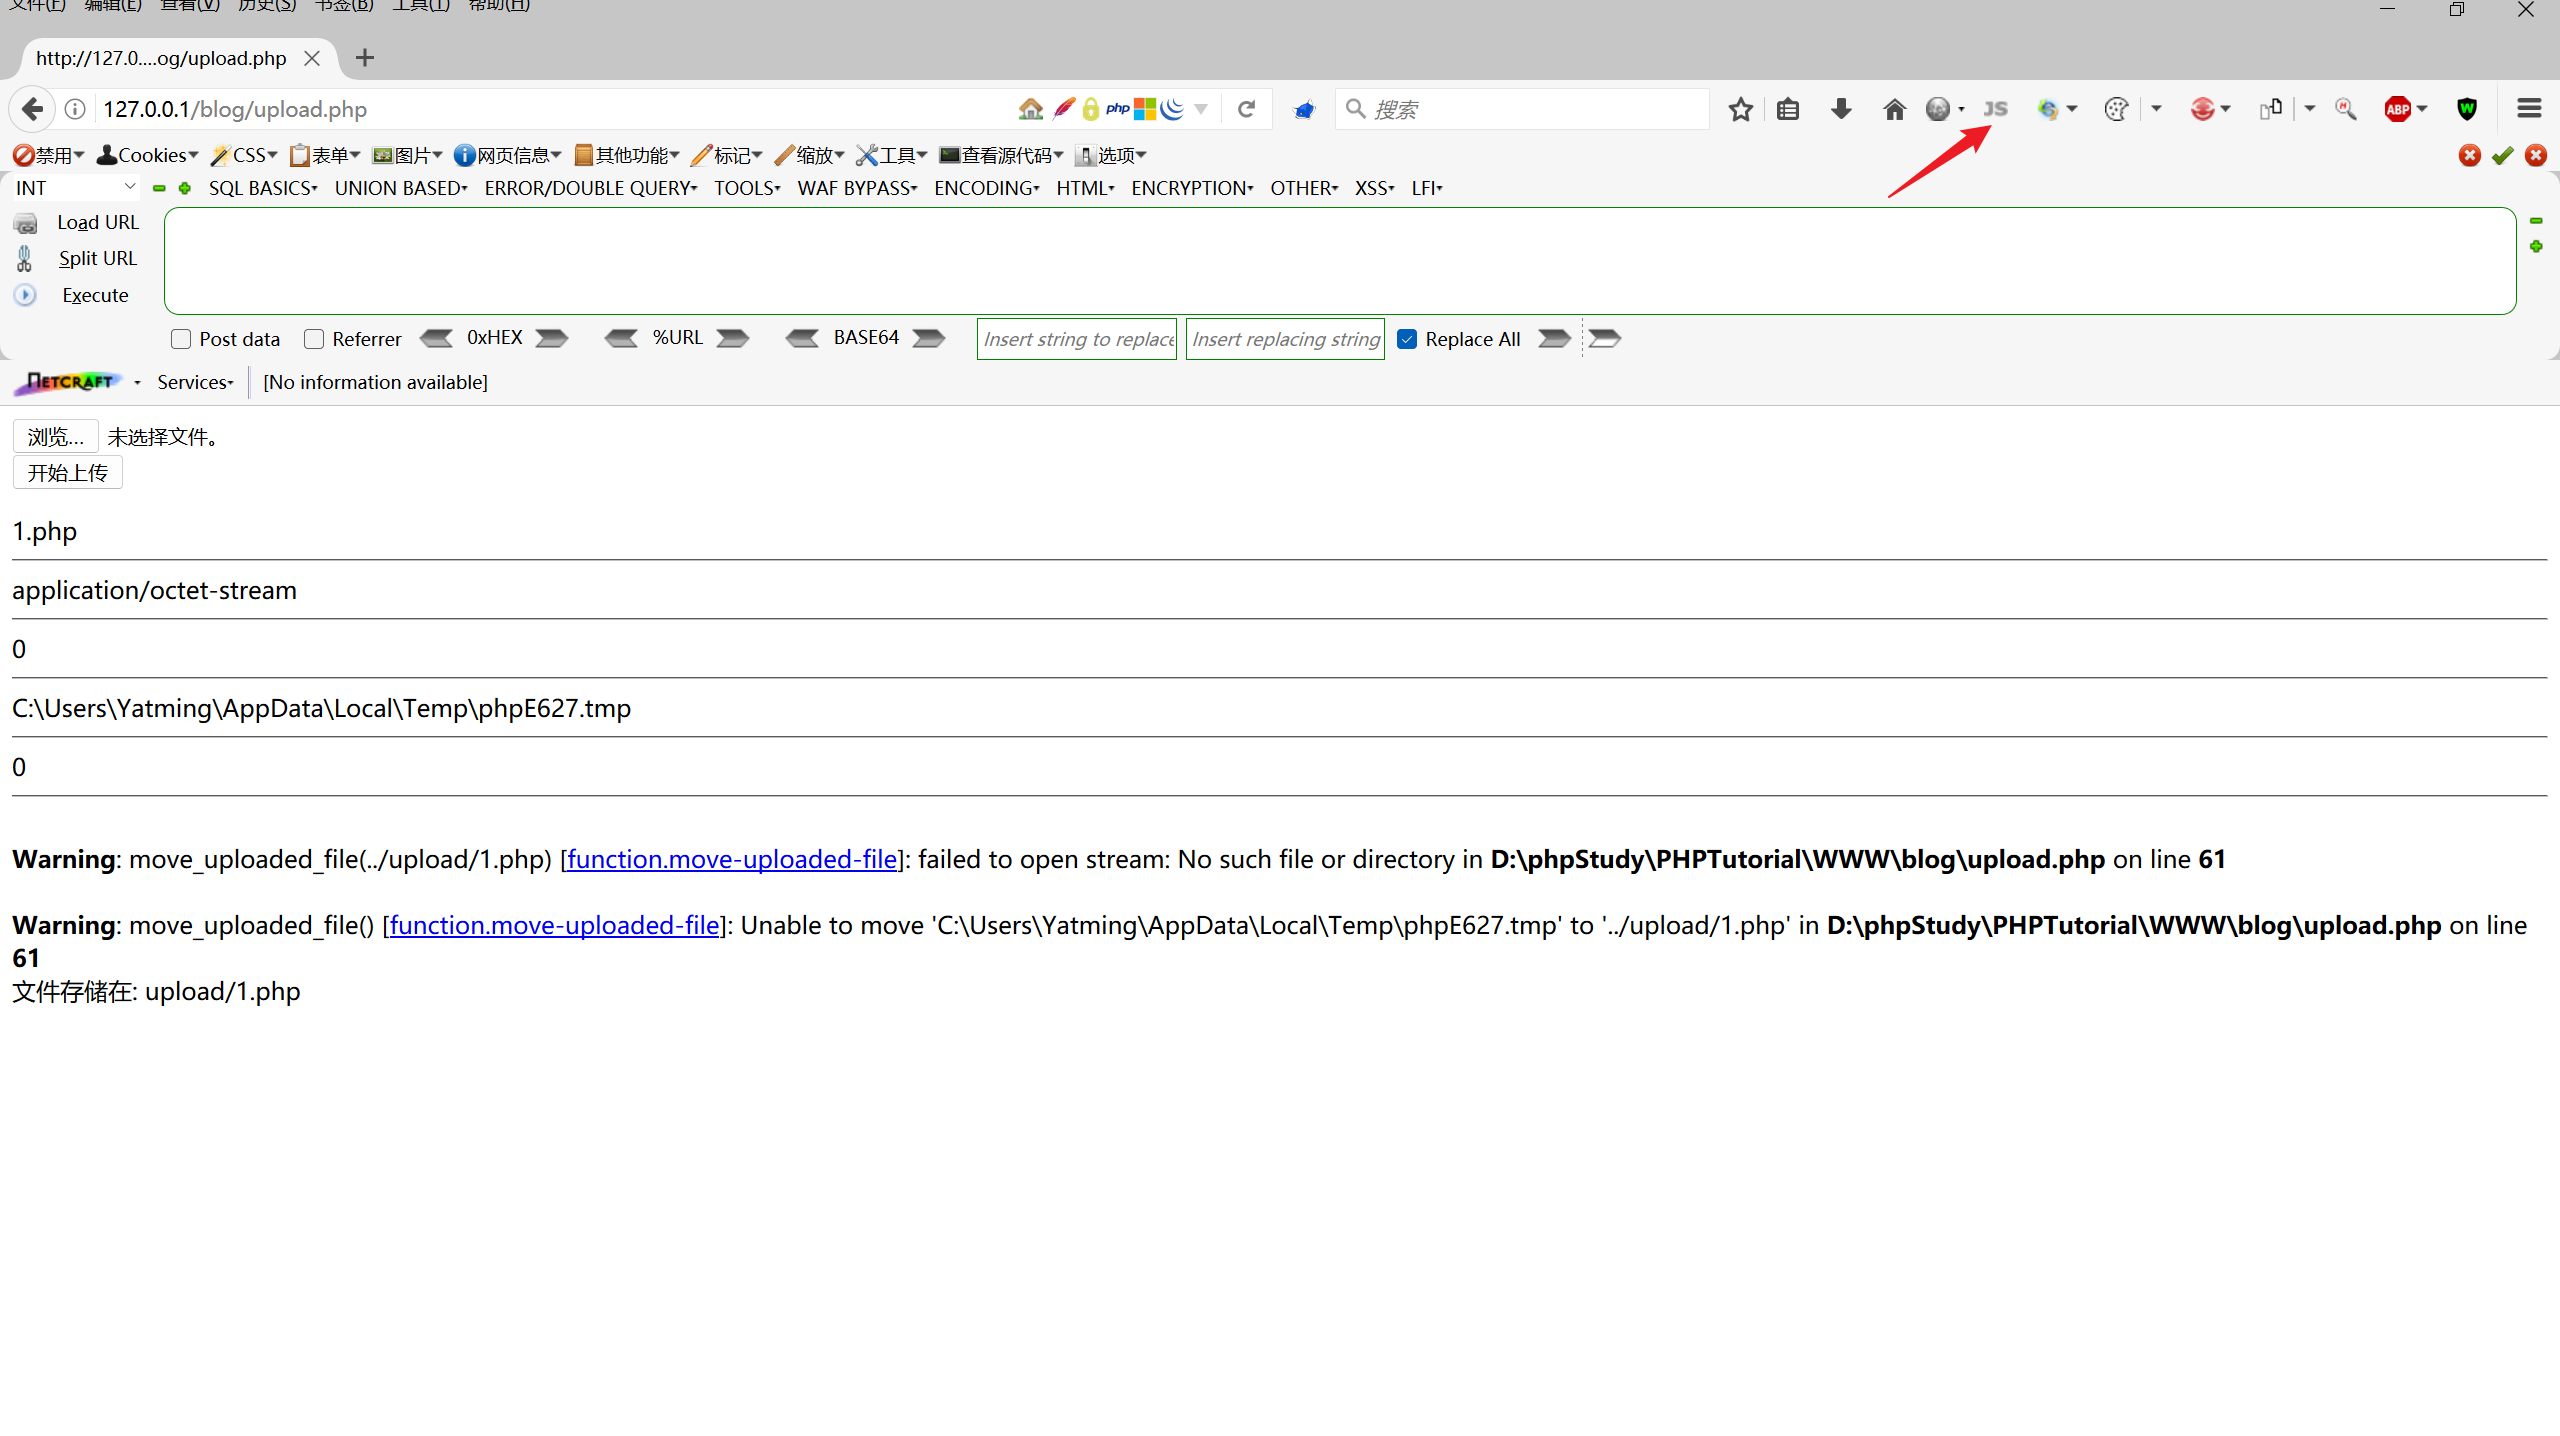 文件(F) 编辑(E) 查看(V) 历史(S) 书签(B) 工具(T) 帮助(H)
http://127.0....og/upload.php
127.0.0.1/blog/upload.php php 搜索 JS ABP W
禁用 Cookies CSS 表单 图片 网页信息 其他功能 标记 缩放 工具 查看源代码 选项
INT SQL BASICS UNION BASED ERROR/DOUBLE QUERY TOOLS WAF BYPASS ENCODING HTML ENCRYPTION OTHER XSS LFI
Load URL
Split URL
Execute
Post data Referrer 0xHEX %URL BASE64 Insert string to replace Insert replacing string Replace All
NETCRAFT Services [No information available]
浏览... 未选择文件。
开始上传
1.php
application/octet-stream
0
C:\Users\Yatming\AppData\Local\Temp\phpE627.tmp
0
Warning: move_uploaded_file(../upload/1.php) [function.move-uploaded-file]: failed to open stream: No such file or directory in D:\phpStudy\PHPTutorial\WWW\blog\upload.php on line 61
Warning: move_uploaded_file() [function.move-uploaded-file]: Unable to move 'C:\Users\Yatming\AppData\Local\Temp\phpE627.tmp' to '../upload/1.php' in D:\phpStudy\PHPTutorial\WWW\blog\upload.php on line
61
文件存储在: upload/1.php